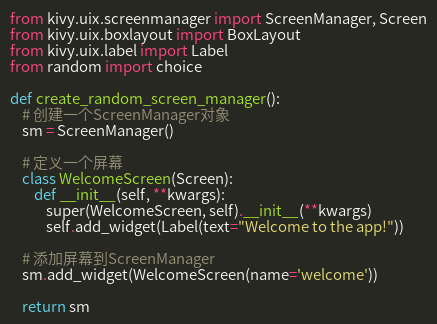 from kivy.uix.screenmanager import ScreenManager, Screen
from kivy.uix.boxlayout import BoxLayout
from kivy.uix.label import Label
from random import choice

def create_random_screen_manager():
    # 创建一个ScreenManager对象
    sm = ScreenManager()

    # 定义一个屏幕
    class WelcomeScreen(Screen):
        def __init__(self, **kwargs):
            super(WelcomeScreen, self).__init__(**kwargs)
            self.add_widget(Label(text="Welcome to the app!"))

    # 添加屏幕到ScreenManager
    sm.add_widget(WelcomeScreen(name='welcome'))

    return sm